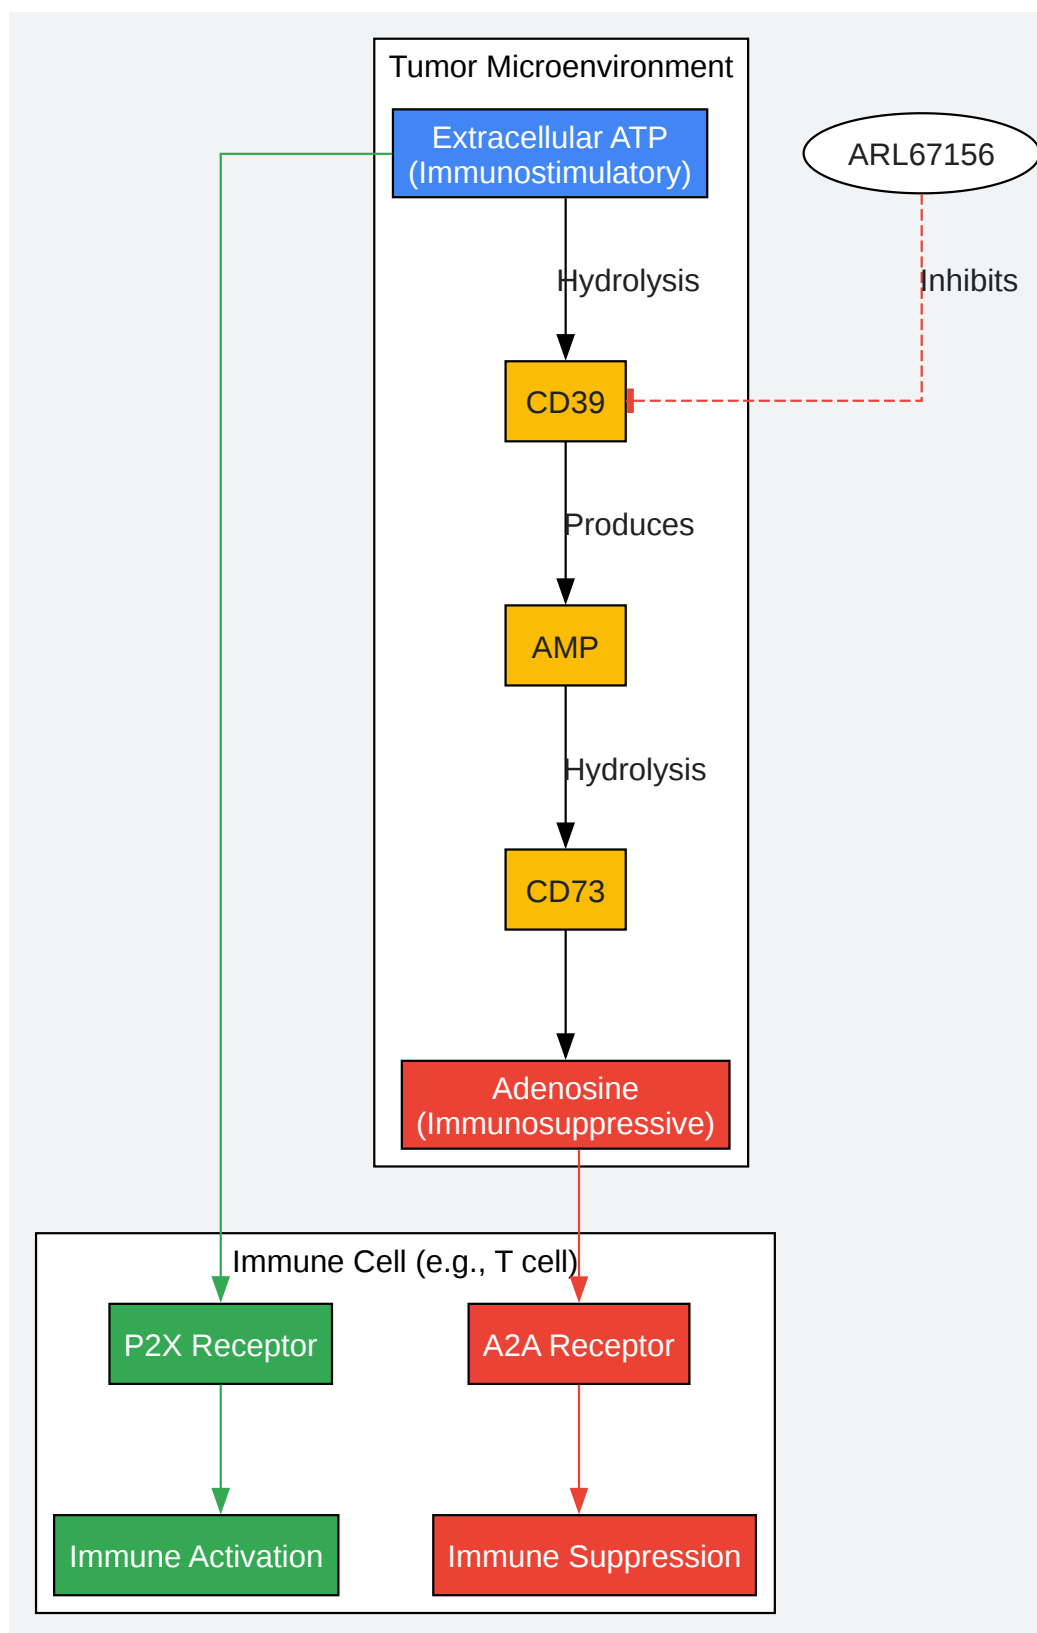 Tumor Microenvironment
Extracellular ATP
(Immunostimulatory)
ARL67156
Hydrolysis
Inhibits
CD39
Produces
AMP
Hydrolysis
CD73
Adenosine
(Immunosuppressive)
Immune Cell (e.g., T cell)
P2X Receptor
A2A Receptor
Immune Activation
Immune Suppression